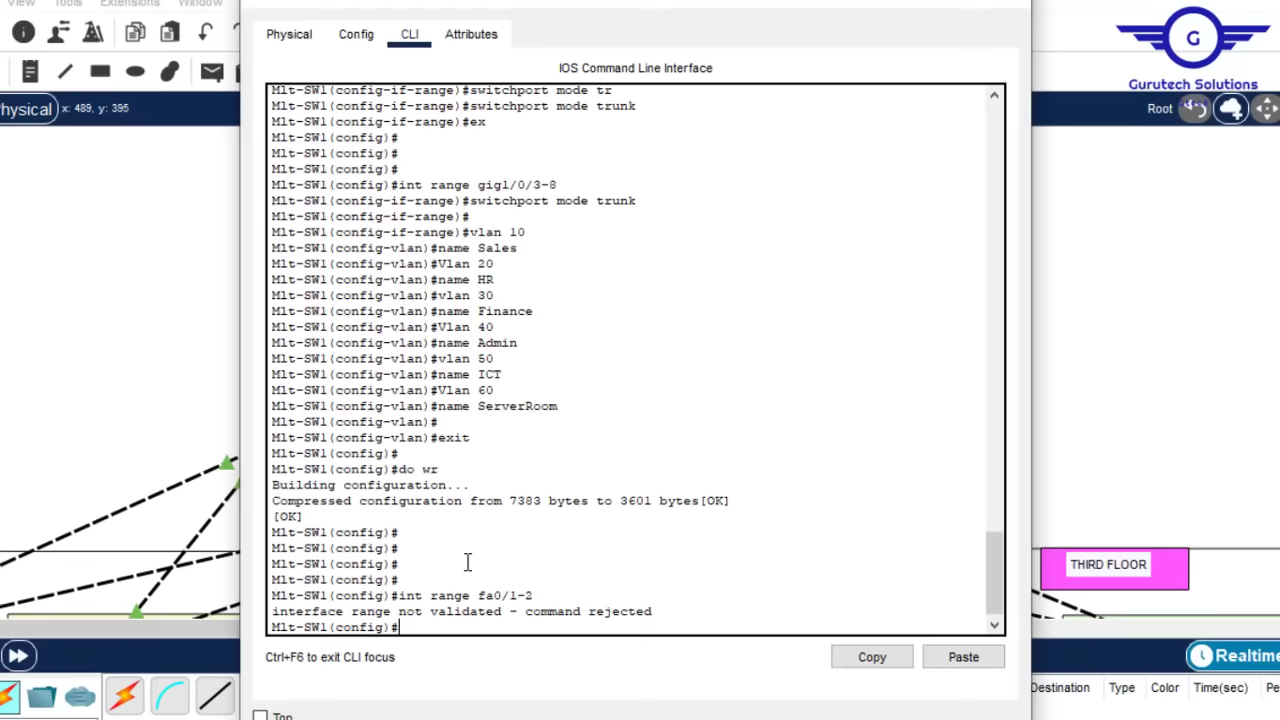 View Tools Extensions Window
G
Gurutech Solutions
Physical Config CLI Attributes
IOS Command Line Interface
x: 489, y: 395
Root
Mlt-SW1(config-if-range)#switchport mode tr
Mlt-SW1(config-if-range)#switchport mode trunk
Mlt-SW1(config-if-range)#ex
Mlt-SW1(config)#
Mlt-SW1(config)#
Mlt-SW1(config)#
Mlt-SW1(config)#int range gig1/0/3-8
Mlt-SW1(config-if-range)#switchport mode trunk
Mlt-SW1(config-if-range)#
Mlt-SW1(config-if-range)#vlan 10
Mlt-SW1(config-vlan)#name Sales
Mlt-SW1(config-vlan)#Vlan 20
Mlt-SW1(config-vlan)#name HR
Mlt-SW1(config-vlan)#vlan 30
Mlt-SW1(config-vlan)#name Finance
Mlt-SW1(config-vlan)#Vlan 40
Mlt-SW1(config-vlan)#name Admin
Mlt-SW1(config-vlan)#vlan 50
Mlt-SW1(config-vlan)#name ICT
Mlt-SW1(config-vlan)#Vlan 60
Mlt-SW1(config-vlan)#name ServerRoom
Mlt-SW1(config-vlan)#
Mlt-SW1(config-vlan)#exit
Mlt-SW1(config)#
Mlt-SW1(config)#do wr
Building configuration...
Compressed configuration from 7383 bytes to 3601 bytes[OK]
[OK]
Mlt-SW1(config)#
Mlt-SW1(config)#
Mlt-SW1(config)#
Mlt-SW1(config)#
Mlt-SW1(config)#int range fa0/1-2
interface range not validated - command rejected
Mlt-SW1(config)#
THIRD FLOOR
Ctrl+F6 to exit CLI focus
Copy Paste
Realtime
Destination Type Color Time(sec) Pe
Top